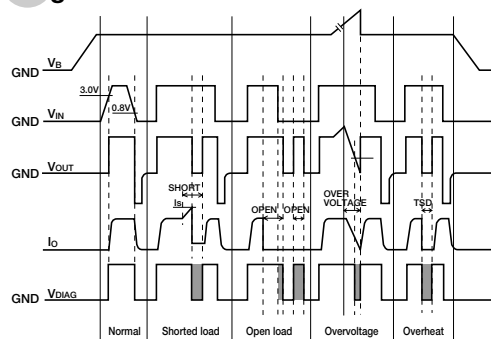 GND VB
3.0V
0.8V
GND VIN
GND VOUT
SHORT
ISL
OPEN OPEN
OVER
VOLTAGE
TSD
IO
GND VDIAG
Normal Shorted load Open load Overvoltage Overheat